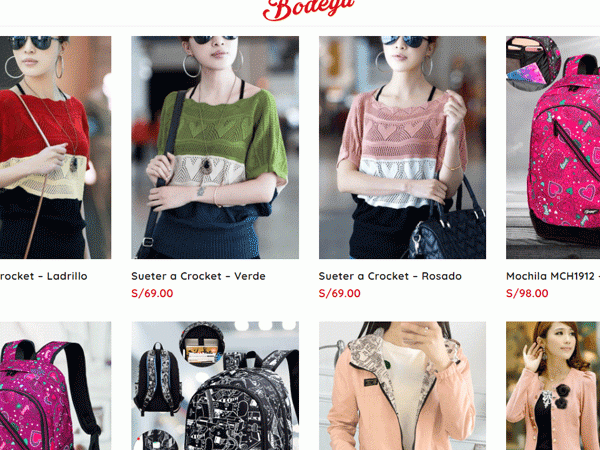 Bodega
rocket – Ladrillo
Sueter a Crocket – Verde
S/69.00
Sueter a Crocket – Rosado
S/69.00
Mochila MCH1912 –
S/98.00